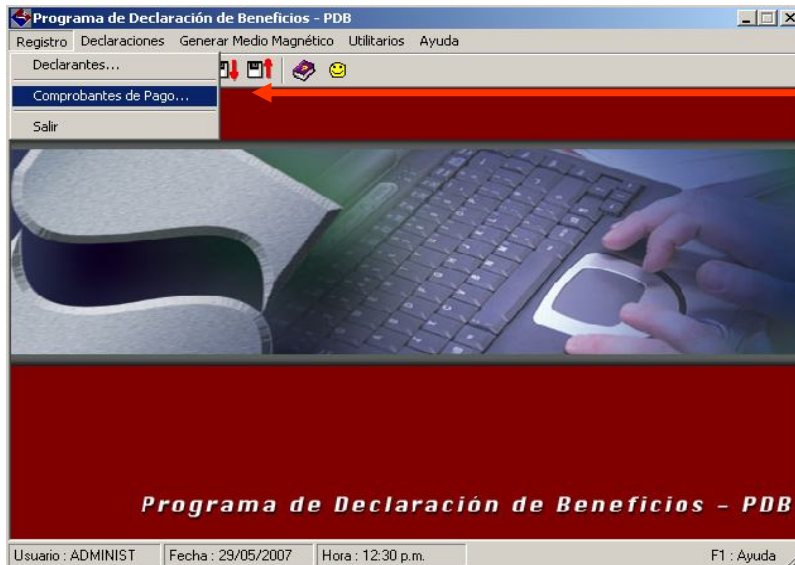 Programa de Declaración de Beneficios - PDB
Registro Declaraciones Generar Medio Magnético Utilitarios Ayuda
Declarantes...
Comprobantes de Pago...
Salir
Programa de Declaración de Beneficios - PDB
Usuario : ADMINIST Fecha : 29/05/2007 Hora : 12:30 p.m. F1 : Ayuda